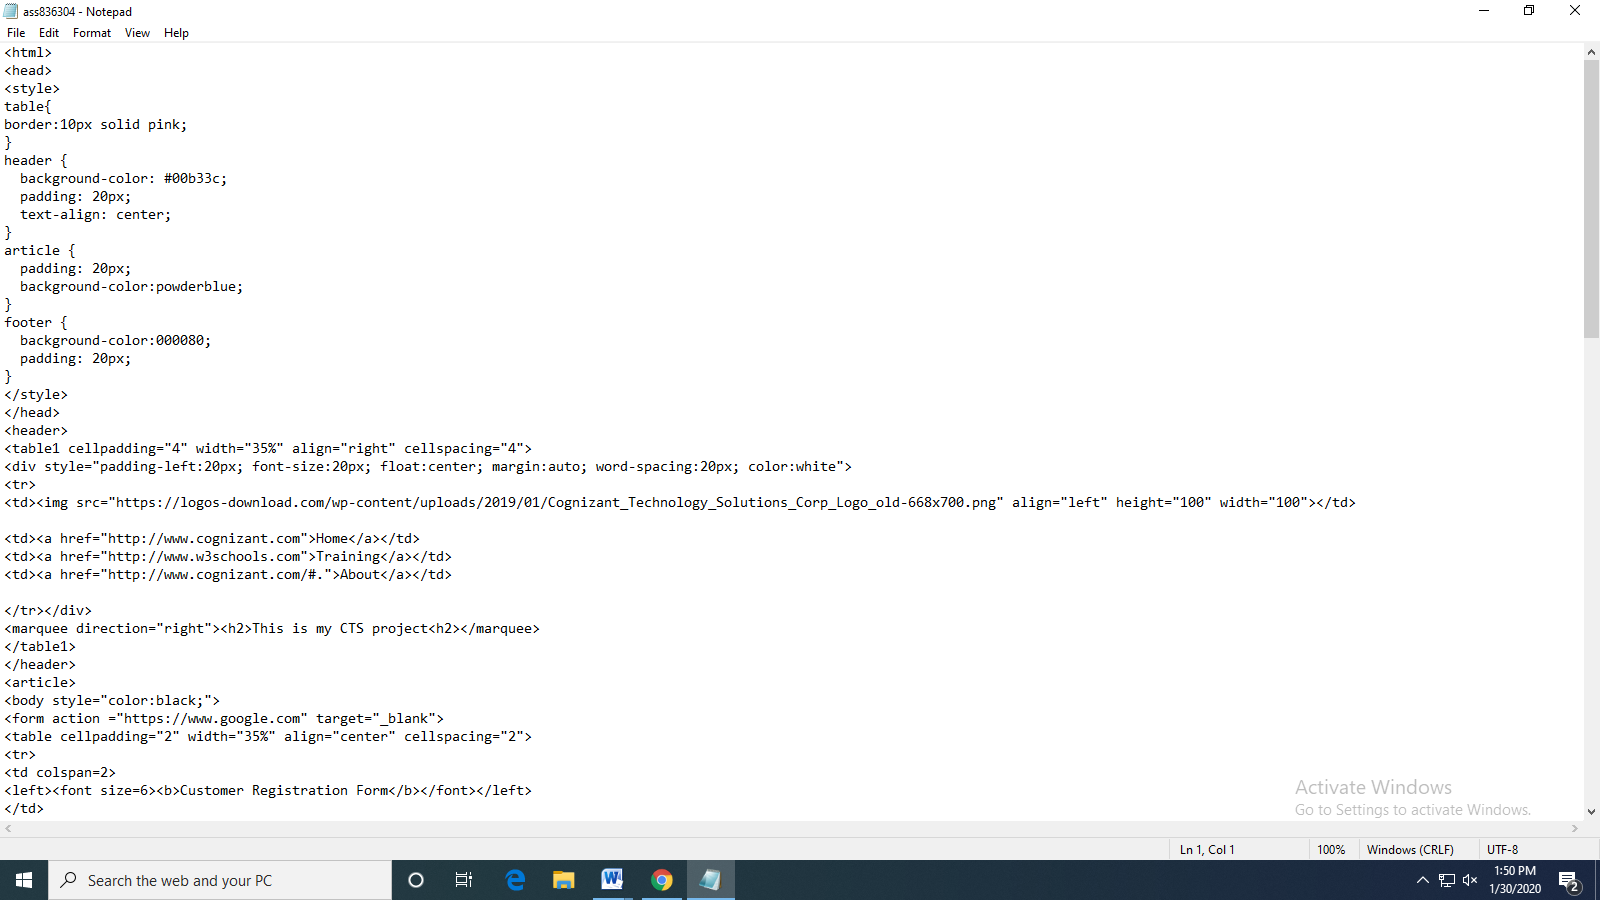 ass836304 - Notepad
File Edit Format View Help
<html>
<head>
<style>
table{
border:10px solid pink;
}
header {
  background-color: #00b33c;
  padding: 20px;
  text-align: center;
}
article {
  padding: 20px;
  background-color:powderblue;
}
footer {
  background-color:000080;
  padding: 20px;
}
</style>
</head>
<header>
<table1 cellpadding="4" width="35%" align="right" cellspacing="4">
<div style="padding-left:20px; font-size:20px; float:center; margin:auto; word-spacing:20px; color:white">
<tr>
<td><img src="https://logos-download.com/wp-content/uploads/2019/01/Cognizant_Technology_Solutions_Corp_Logo_old-668x700.png" align="left" height="100" width="100"></td>
<td><a href="http://www.cognizant.com">Home</a></td>
<td><a href="http://www.w3schools.com">Training</a></td>
<td><a href="http://www.cognizant.com/#.">About</a></td>
</tr></div>
<marquee direction="right"><h2>This is my CTS project<h2></marquee>
</table1>
</header>
<article>
<body style="color:black;">
<form action ="https://www.google.com" target="_blank">
<table cellpadding="2" width="35%" align="center" cellspacing="2">
<tr>
<td colspan=2>
<left><font size=6><b>Customer Registration Form</b></font></left>
</td>
Activate Windows
Go to Settings to activate Windows.
Ln 1, Col 1 100% Windows (CRLF) UTF-8
Search the web and your PC
1:50 PM
1/30/2020
2